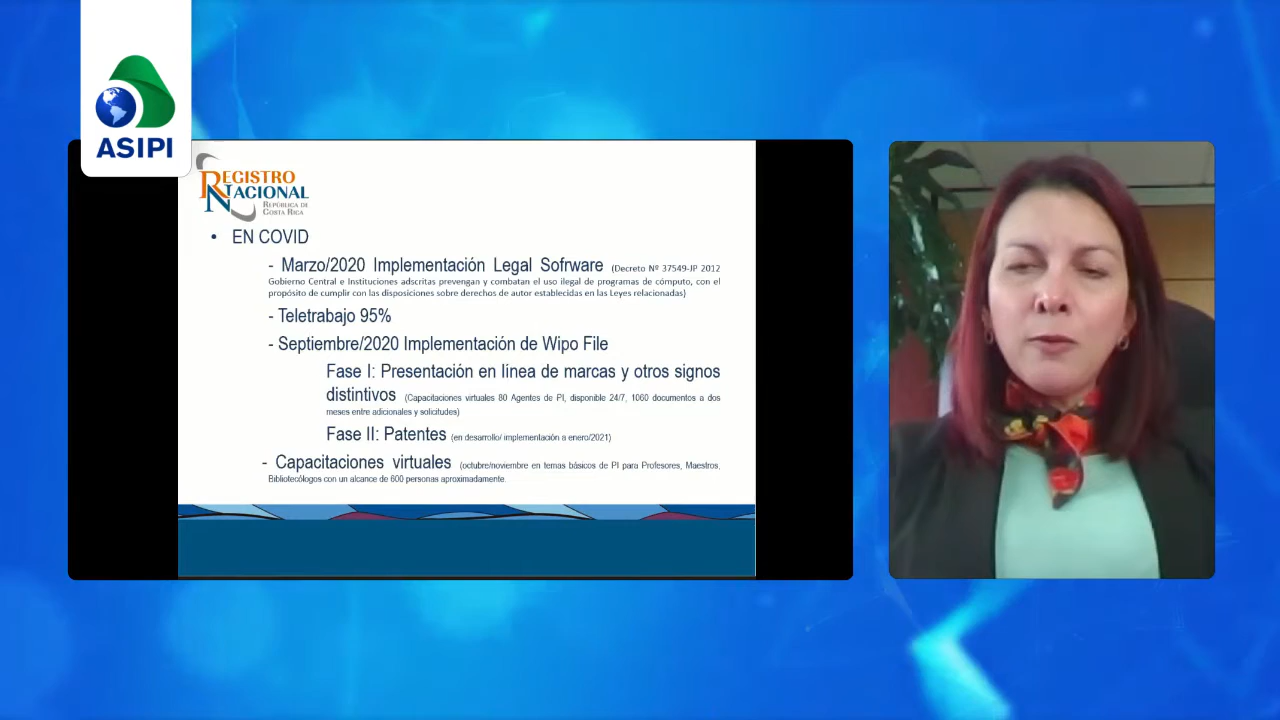 ASIPI
REGISTRO
NACIONAL
REPÚBLICA DE
COSTA RICA
• EN COVID
- Marzo/2020 Implementación Legal Sofrware (Decreto Nº 37549-JP 2012
Gobierno Central e Instituciones adscritas prevengan y combatan el uso ilegal de programas de cómputo, con el
propósito de cumplir con las disposiciones sobre derechos de autor establecidas en las Leyes relacionadas)
- Teletrabajo 95%
- Septiembre/2020 Implementación de Wipo File
Fase I: Presentación en línea de marcas y otros signos
distintivos (Capacitaciones virtuales 80 Agentes de PI, disponible 24/7, 1060 documentos a dos
meses entre adicionales y solicitudes)
Fase II: Patentes (en desarrollo/ implementación a enero/2021)
- Capacitaciones virtuales (octubre/noviembre en temas básicos de PI para Profesores, Maestros,
Bibliotecólogos con un alcance de 600 personas aproximadamente.